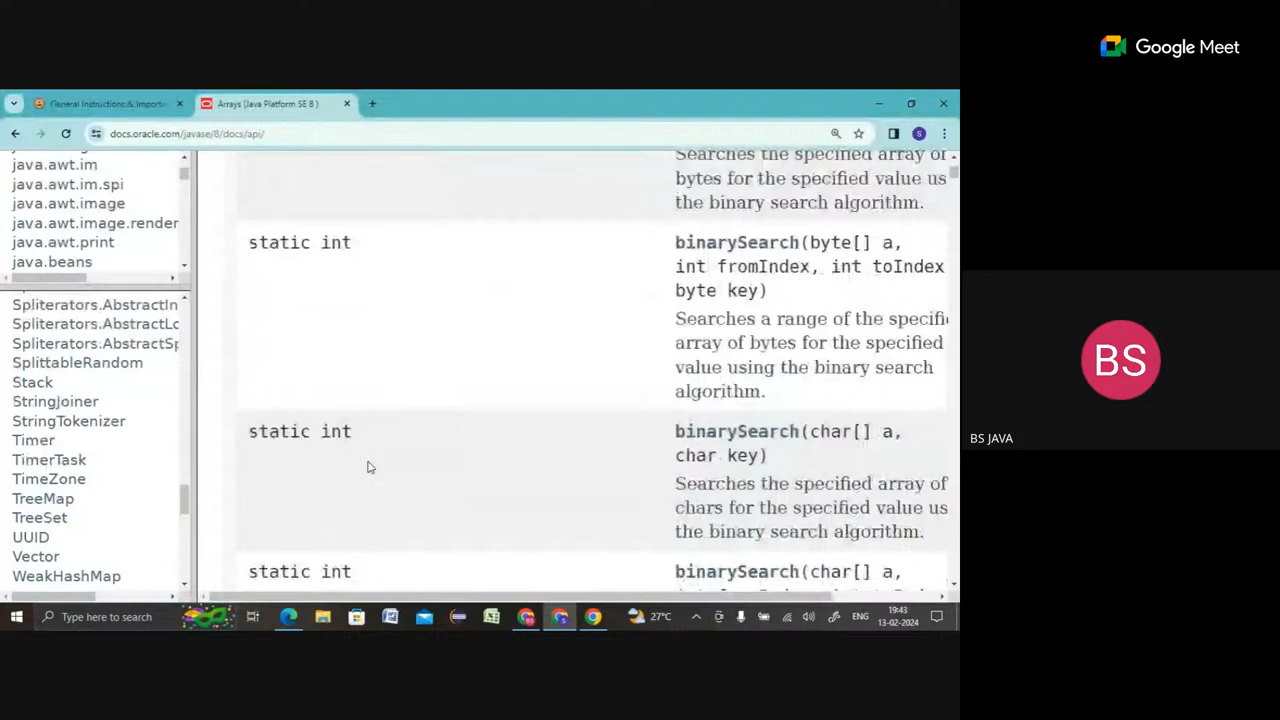 Google Meet
General Instructions & Importa
Arrays (Java Platform SE 8 )
docs.oracle.com/javase/8/docs/api/
S
java.awt.im
java.awt.im.spi
java.awt.image
java.awt.image.render
java.awt.print
java.beans
Spliterators.AbstractIn
Spliterators.AbstractLo
Spliterators.AbstractSp
SplittableRandom
Stack
StringJoiner
StringTokenizer
Timer
TimerTask
TimeZone
TreeMap
TreeSet
UUID
Vector
WeakHashMap
Searches the specified array of
bytes for the specified value us
the binary search algorithm.
static int
binarySearch(byte[] a,
int fromIndex, int toIndex
byte key)
Searches a range of the specifi
array of bytes for the specified
value using the binary search
algorithm.
static int
binarySearch(char[] a,
char key)
Searches the specified array of
chars for the specified value us
the binary search algorithm.
static int
binarySearch(char[] a,
BS
BS JAVA
Type here to search
27°C
ENG
19:43
13-02-2024